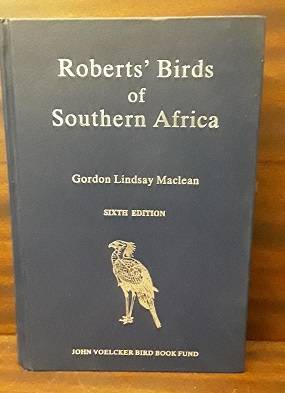 Roberts' Birds
of
Southern Africa
Gordon Lindsay Maclean
SIXTH EDITION
JOHN VOELCKER BIRD BOOK FUND